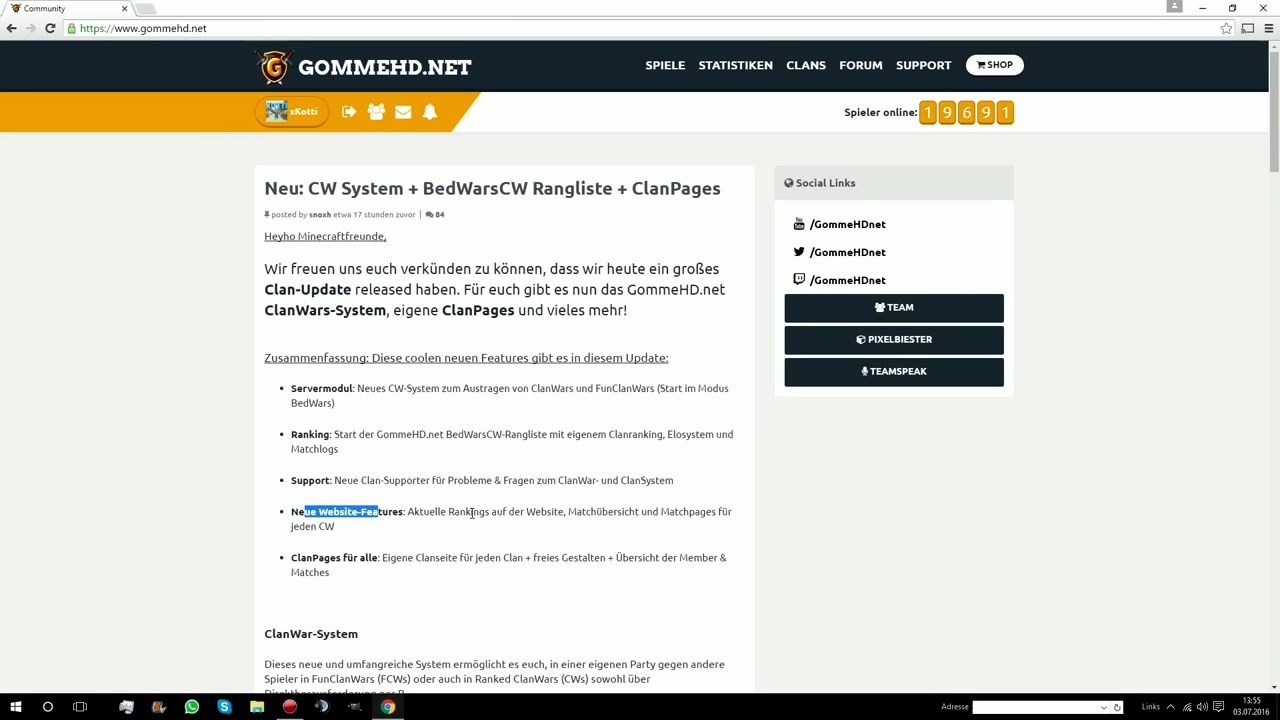 Community
https://www.gommehd.net
GOMMEHD.NET
SPIELE STATISTIKEN CLANS FORUM SUPPORT SHOP
xKotti
Spieler online: 1 9 6 9 1
Neu: CW System + BedWarsCW Rangliste + ClanPages
posted by snoxh etwa 17 stunden zuvor | 84
Heyho Minecraftfreunde,
Wir freuen uns euch verkünden zu können, dass wir heute ein großes
Clan-Update released haben. Für euch gibt es nun das GommeHD.net
ClanWars-System, eigene ClanPages und vieles mehr!
Zusammenfassung: Diese coolen neuen Features gibt es in diesem Update:
• Servermodul: Neues CW-System zum Austragen von ClanWars und FunClanWars (Start im Modus
BedWars)
• Ranking: Start der GommeHD.net BedWarsCW-Rangliste mit eigenem Clanranking, Elosystem und
Matchlogs
• Support: Neue Clan-Supporter für Probleme & Fragen zum ClanWar- und ClanSystem
• Neue Website-Features: Aktuelle Rankings auf der Website, Matchübersicht und Matchpages für
jeden CW
• ClanPages für alle: Eigene Clanseite für jeden Clan + freies Gestalten + Übersicht der Member &
Matches
ClanWar-System
Dieses neue und umfangreiche System ermöglicht es euch, in einer eigenen Party gegen andere
Spieler in FunClanWars (FCWs) oder auch in Ranked ClanWars (CWs) sowohl über
Social Links
/GommeHDnet
/GommeHDnet
/GommeHDnet
TEAM
PIXELBIESTER
TEAMSPEAK
Adresse
Links
13:55
03.07.2016